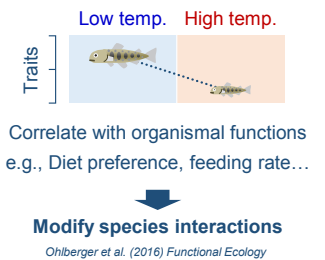 Low temp. High temp.
Traits
Correlate with organismal functions
e.g., Diet preference, feeding rate…
Modify species interactions
Ohlberger et al. (2016) Functional Ecology